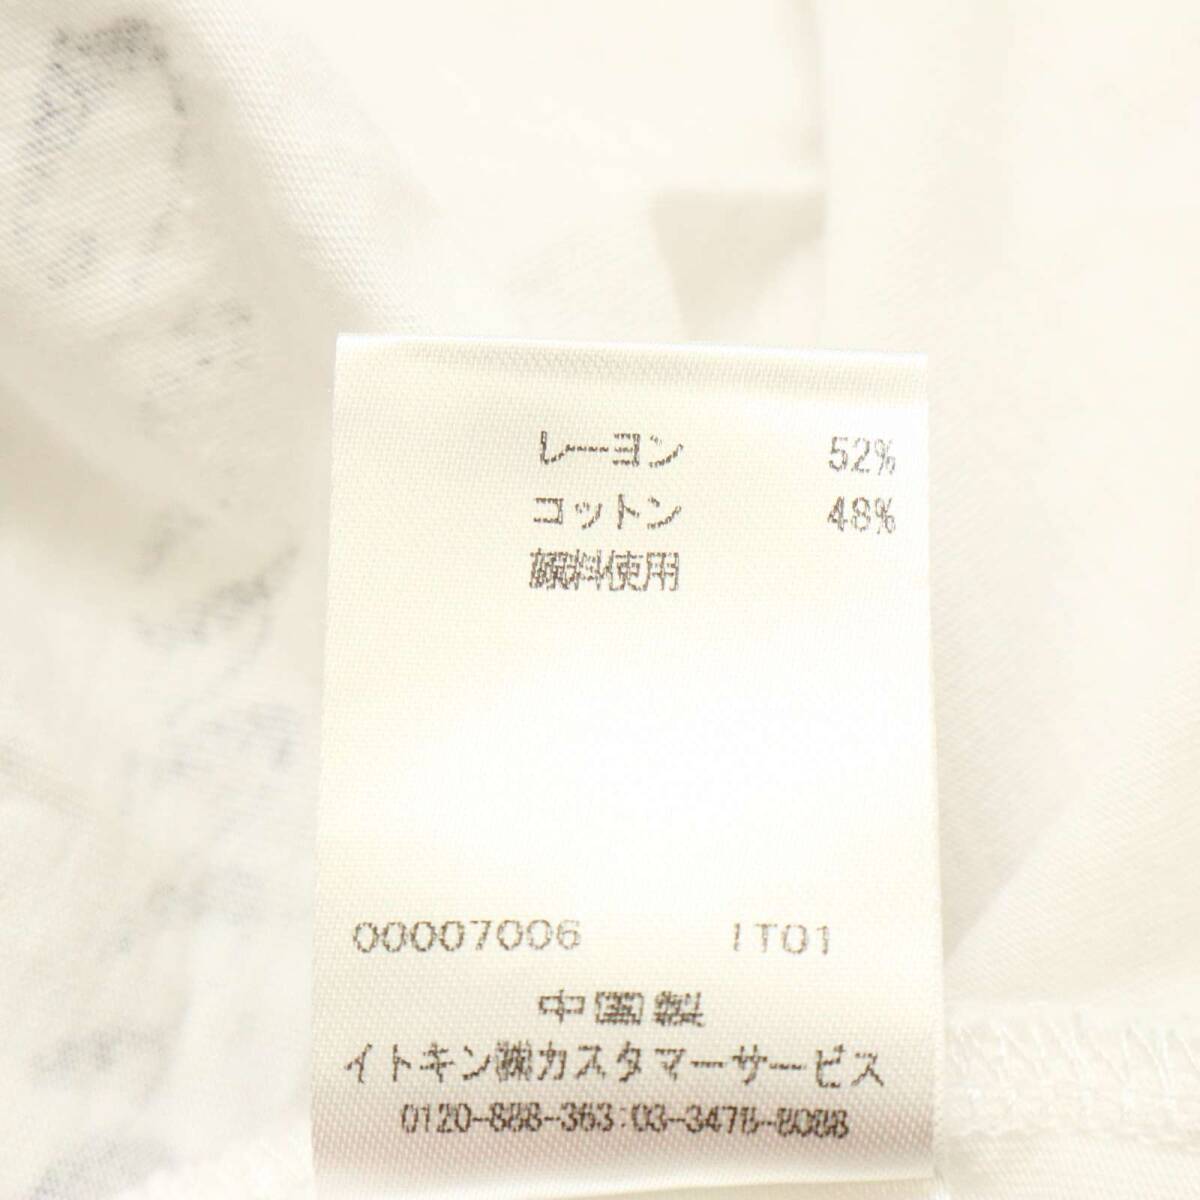 レーヨン 52%
コットン 48%
顔料使用
00007006 IT01
中国製
イトキン㈱カスタマーサービス
0120-888-363:03-3478-8088